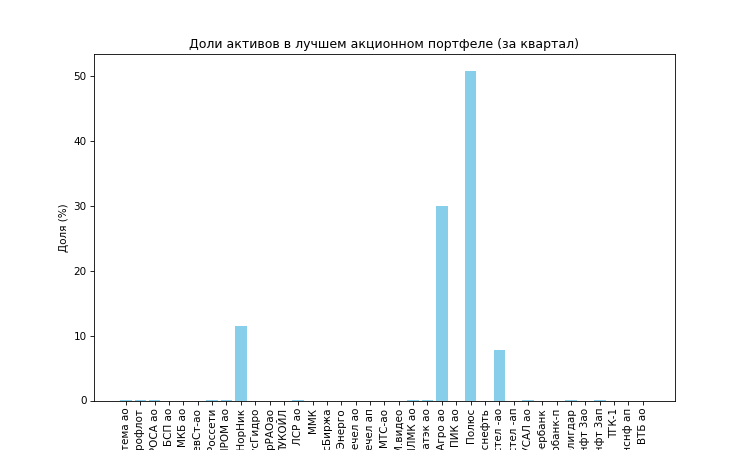 Доли активов в лучшем акционном портфеле (за квартал)
Доля (%)
50
40
30
20
10
0
тема ао
рофлот
РОСА ао
БСП ао
МКБ ао
евСт-ао
Россети
ПРОМ ао
НорНик
сГидро
рРАОао
ЛУКОЙЛ
ЛСР ао
ММК
сБиржа
Энерго
ечел ао
ечел ап
МТС-ао
М.видео
ЛМК ао
атэк ао
Агро ао
ПИК ао
Полюс
снефть
стел -ао
стел -ап
УСАЛ ао
ербанк
рбанк-п
лигдар
нфт 3ао
нфт 3ап
ТГК-1
нснф ап
ВТБ ао